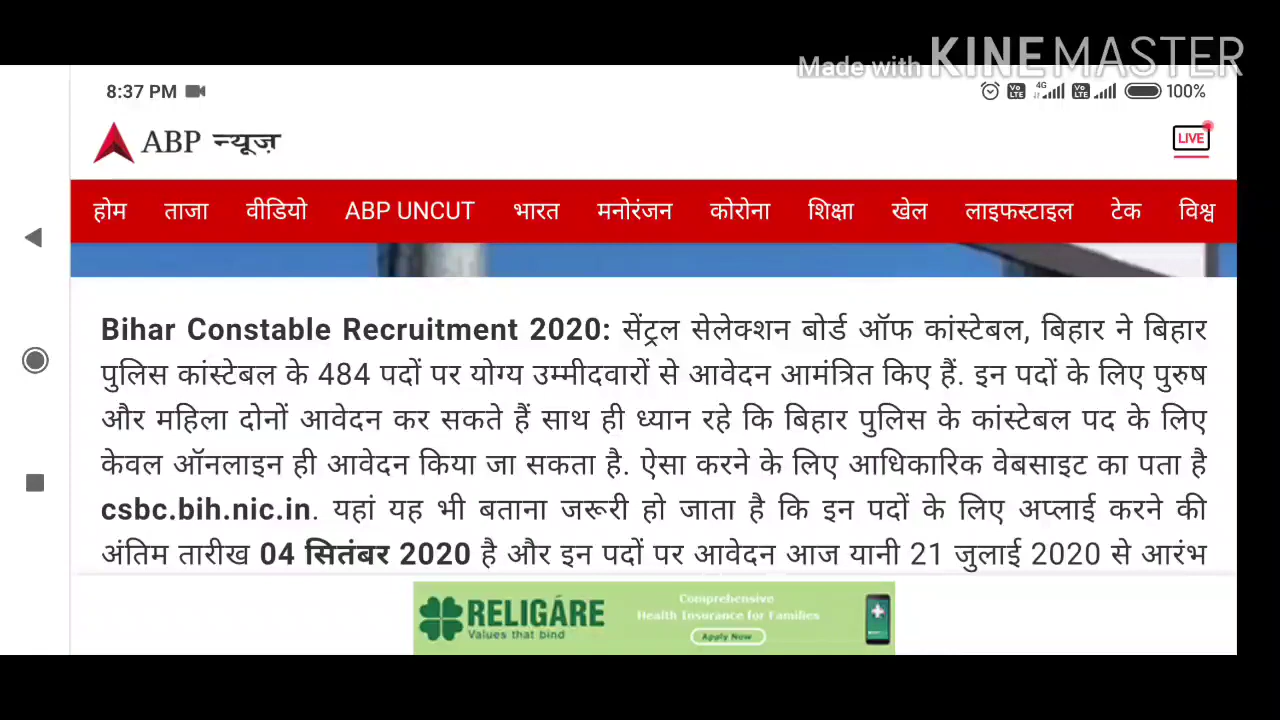 Made with KINEMASTER
8:37 PM 4G 100%
ABP न्यूज़ LIVE
होम ताजा वीडियो ABP UNCUT भारत मनोरंजन कोरोना शिक्षा खेल लाइफस्टाइल टेक विश्व
Bihar Constable Recruitment 2020: सेंट्रल सेलेक्शन बोर्ड ऑफ कांस्टेबल, बिहार ने बिहार
पुलिस कांस्टेबल के 484 पदों पर योग्य उम्मीदवारों से आवेदन आमंत्रित किए हैं. इन पदों के लिए पुरुष
और महिला दोनों आवेदन कर सकते हैं साथ ही ध्यान रहे कि बिहार पुलिस के कांस्टेबल पद के लिए
केवल ऑनलाइन ही आवेदन किया जा सकता है. ऐसा करने के लिए आधिकारिक वेबसाइट का पता है
csbc.bih.nic.in. यहां यह भी बताना जरूरी हो जाता है कि इन पदों के लिए अप्लाई करने की
अंतिम तारीख 04 सितंबर 2020 है और इन पदों पर आवेदन आज यानी 21 जुलाई 2020 से आरंभ
RELIGARE
Values that bind
Comprehensive
Health Insurance for Families
Apply Now